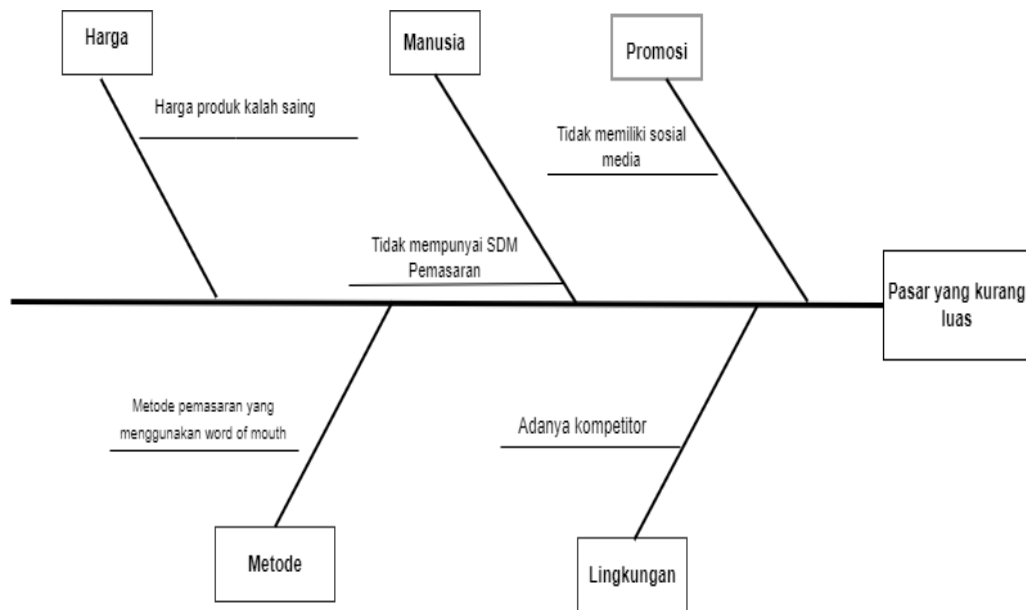 Harga
Manusia
Promosi
Harga produk kalah saing
Tidak memiliki sosial
media
Tidak mempunyai SDM
Pemasaran
Pasar yang kurang
luas
Metode pemasaran yang
menggunakan word of mouth
Adanya kompetitor
Metode
Lingkungan